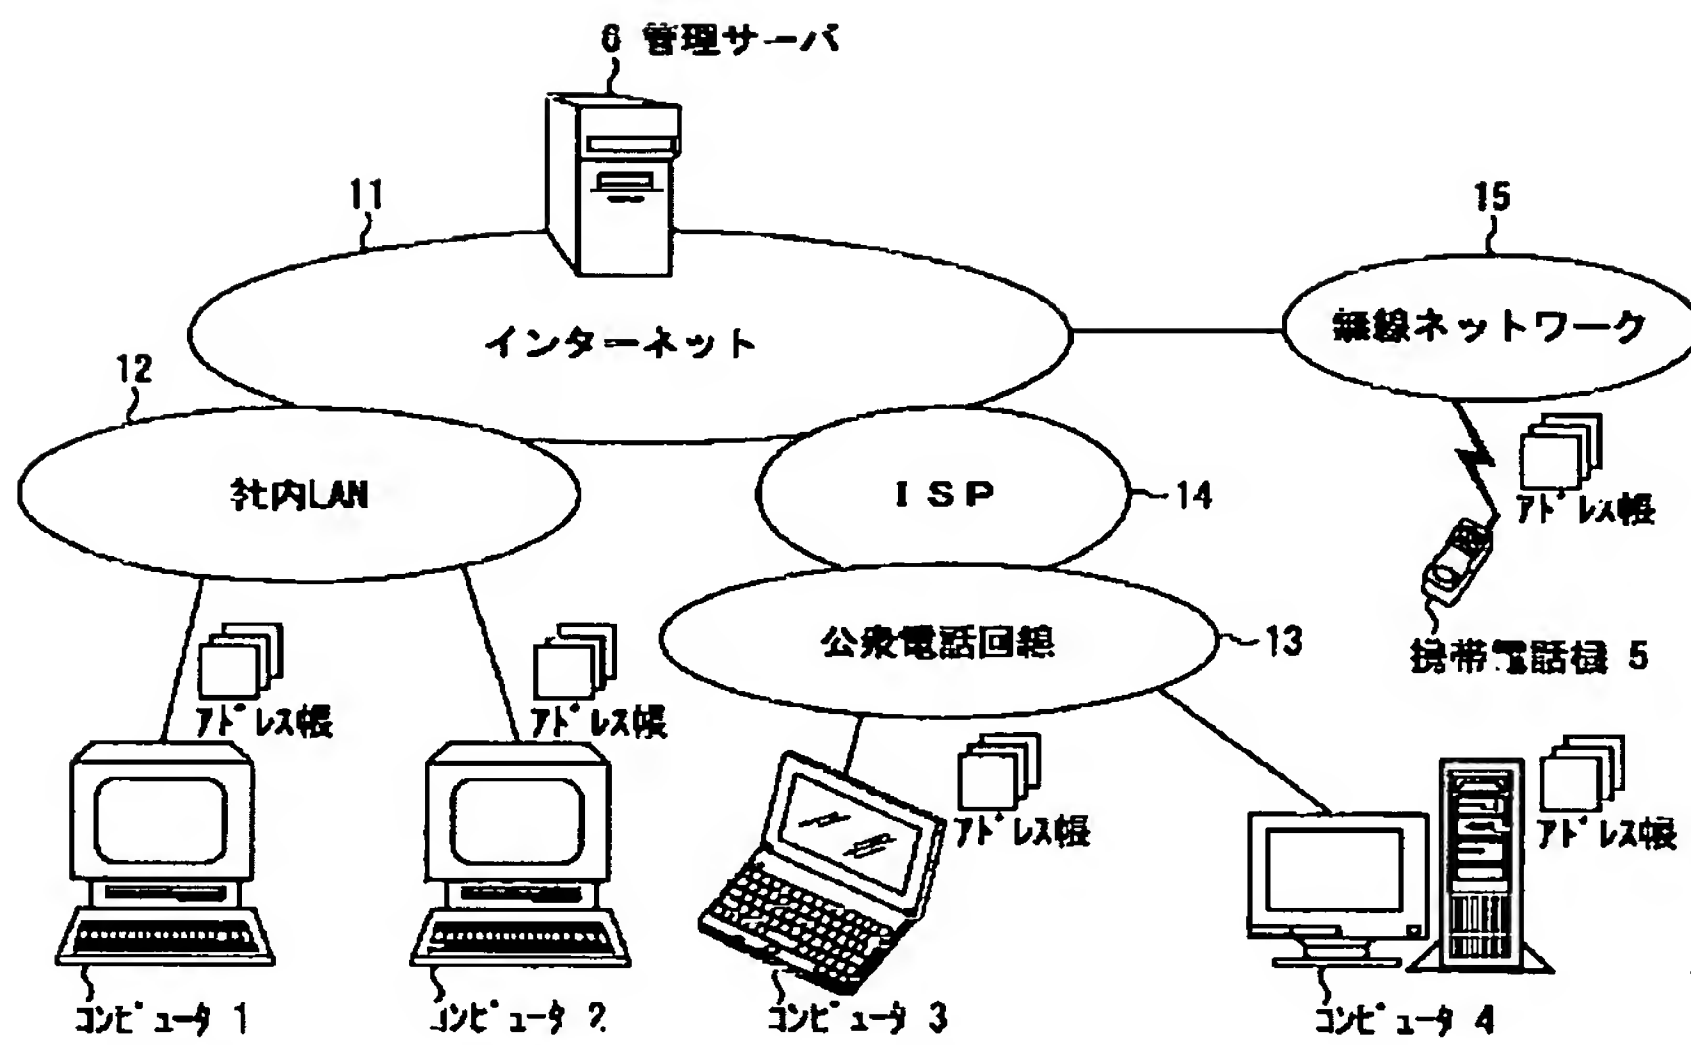 6 管理サーバ
11
15
インターネット
無線ネットワーク
12
社内LAN
ISP
14
アドレス帳
公衆電話回線
13
携帯電話機 5
アドレス帳
アドレス帳
アドレス帳
アドレス帳
コンピュータ 1
コンピュータ 2
コンピュータ 3
コンピュータ 4